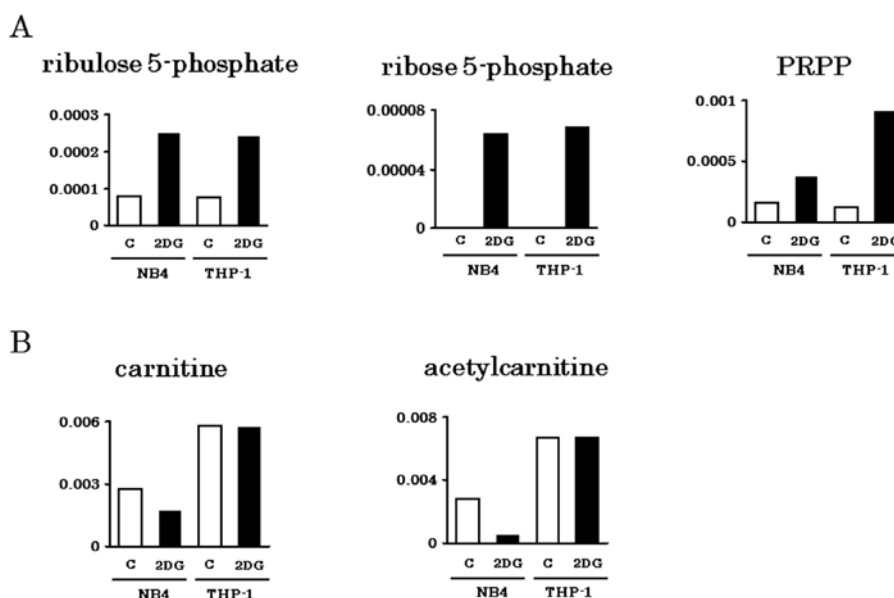 A
ribulose 5-phosphate
ribose 5-phosphate
PRPP
0.0003
0.0002
0.0001
0
C 2DG C 2DG
NB4 THP-1
0.00008
0.00004
0
C 2DG C 2DG
NB4 THP-1
0.001
0.0005
0
C 2DG C 2DG
NB4 THP-1
B
carnitine
acetylcarnitine
0.006
0.003
0
C 2DG C 2DG
NB4 THP-1
0.008
0.004
0
C 2DG C 2DG
NB4 THP-1